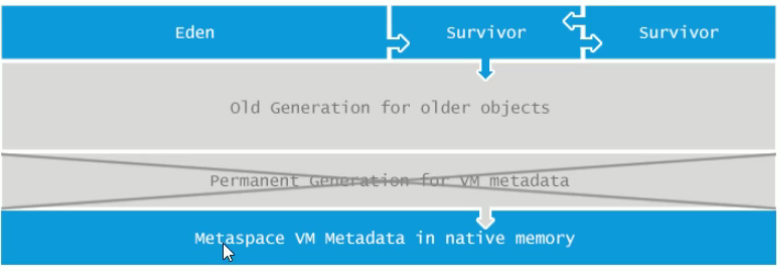 Eden
Survivor
Survivor
Old Generation for older objects
Permanent Generation for VM metadata
Metaspace VM Metadata in native memory